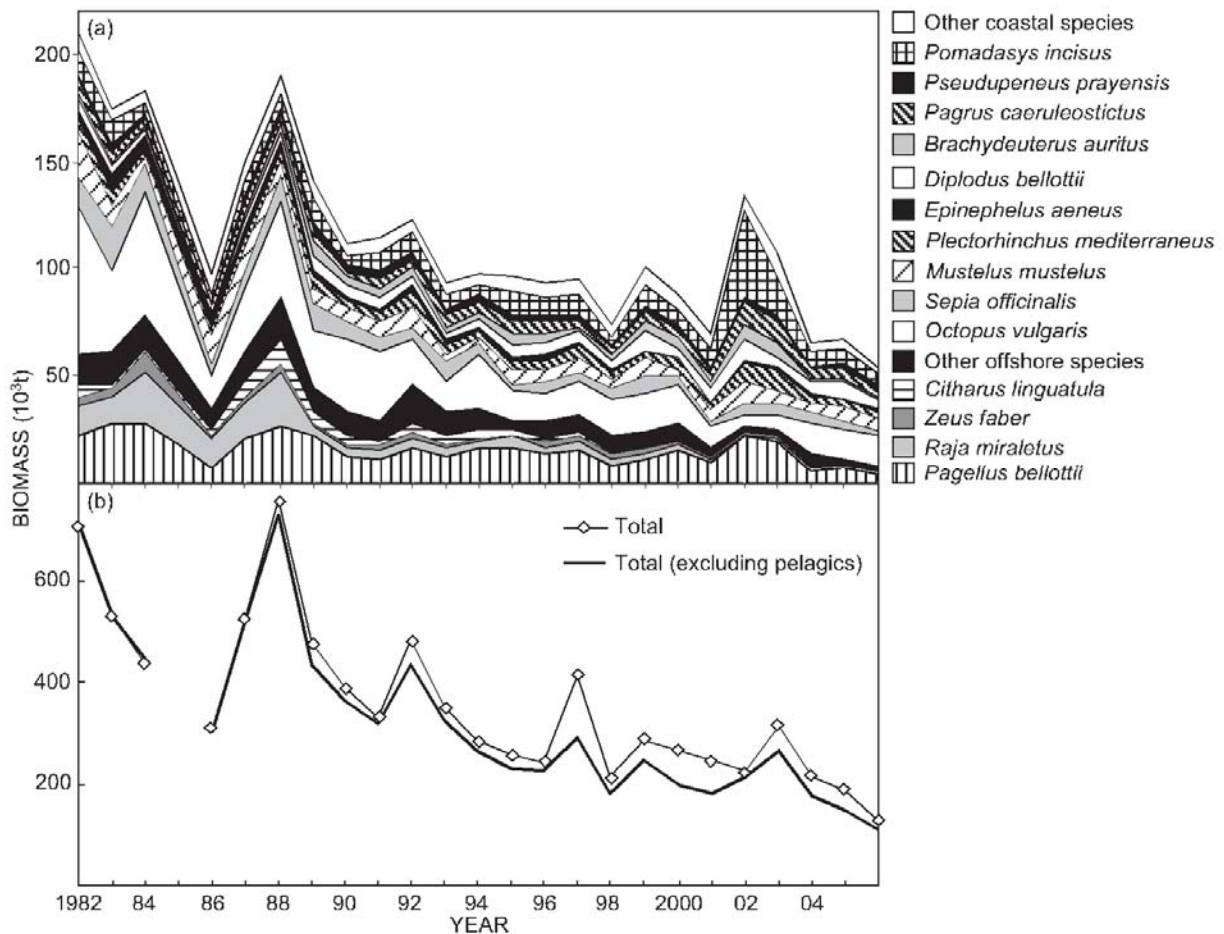 (a)
200
150
100
50
BIOMASS (10³t)
Other coastal species
Pomadasys incisus
Pseudupeneus prayensis
Pagrus caeruleostictus
Brachydeuterus auritus
Diplodus bellottii
Epinephelus aeneus
Plectorhinchus mediterraneus
Mustelus mustelus
Sepia officinalis
Octopus vulgaris
Other offshore species
Citharus linguatula
Zeus faber
Raja miraletus
Pagellus bellottii
(b)
Total
Total (excluding pelagics)
600
400
200
1982 84 86 88 90 92 94 96 98 2000 02 04
YEAR